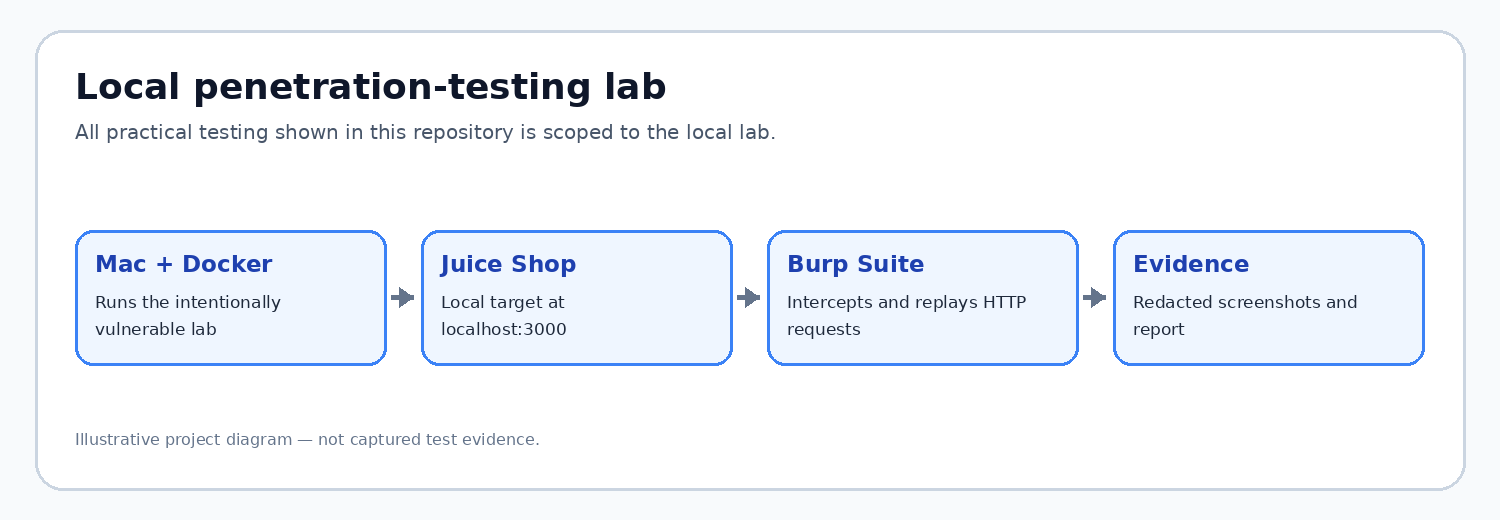 Local penetration-testing lab
All practical testing shown in this repository is scoped to the local lab.
Mac + Docker
Runs the intentionally
vulnerable lab
Juice Shop
Local target at
localhost:3000
Burp Suite
Intercepts and replays HTTP
requests
Evidence
Redacted screenshots and
report
Illustrative project diagram — not captured test evidence.